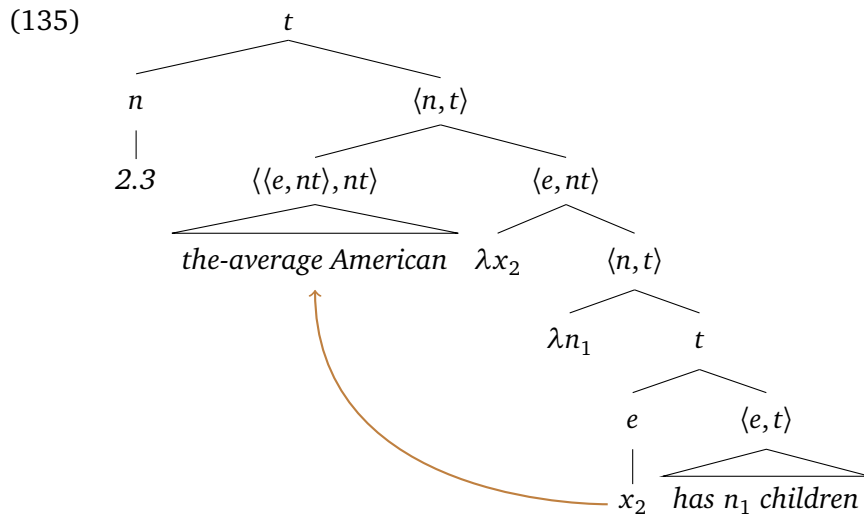 (135) t
n ⟨n, t⟩
2.3 ⟨⟨e, nt⟩, nt⟩ ⟨e, nt⟩
the-average American λx₂ ⟨n, t⟩
λn₁ t
e ⟨e, t⟩
x₂ has n₁ children